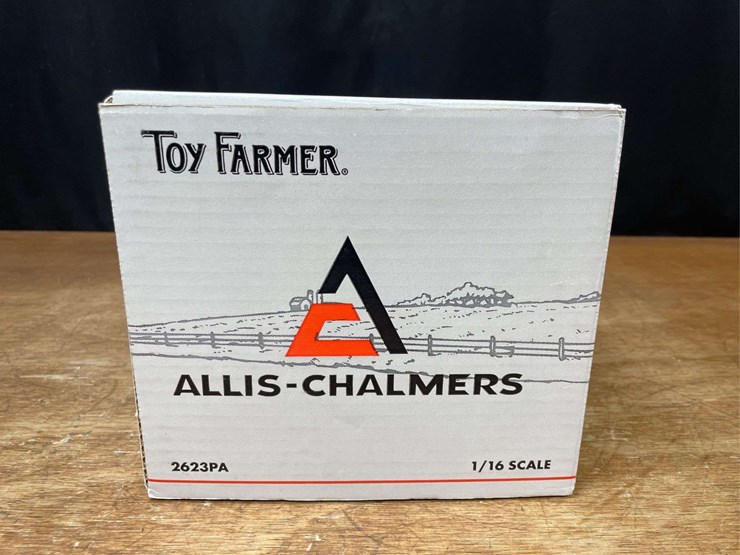 TOY FARMER®
ALLIS-CHALMERS
2623PA
1/16 SCALE